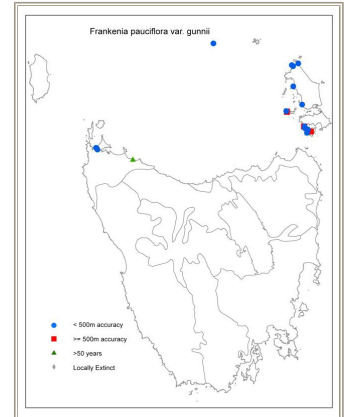 Frankenia pauciflora var. gunnii
< 500m accuracy
>= 500m accuracy
>50 years
Locally Extinct